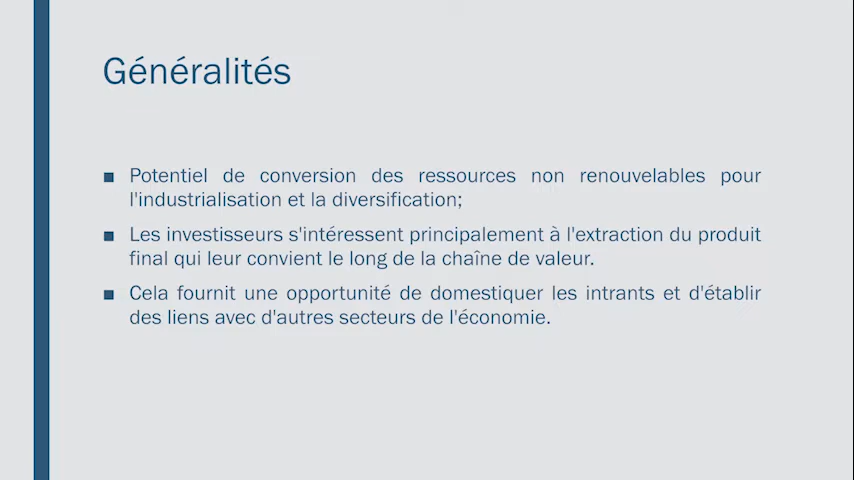 Généralités
■ Potentiel de conversion des ressources non renouvelables pour
l'industrialisation et la diversification;
■ Les investisseurs s'intéressent principalement à l'extraction du produit
final qui leur convient le long de la chaîne de valeur.
■ Cela fournit une opportunité de domestiquer les intrants et d'établir
des liens avec d'autres secteurs de l'économie.